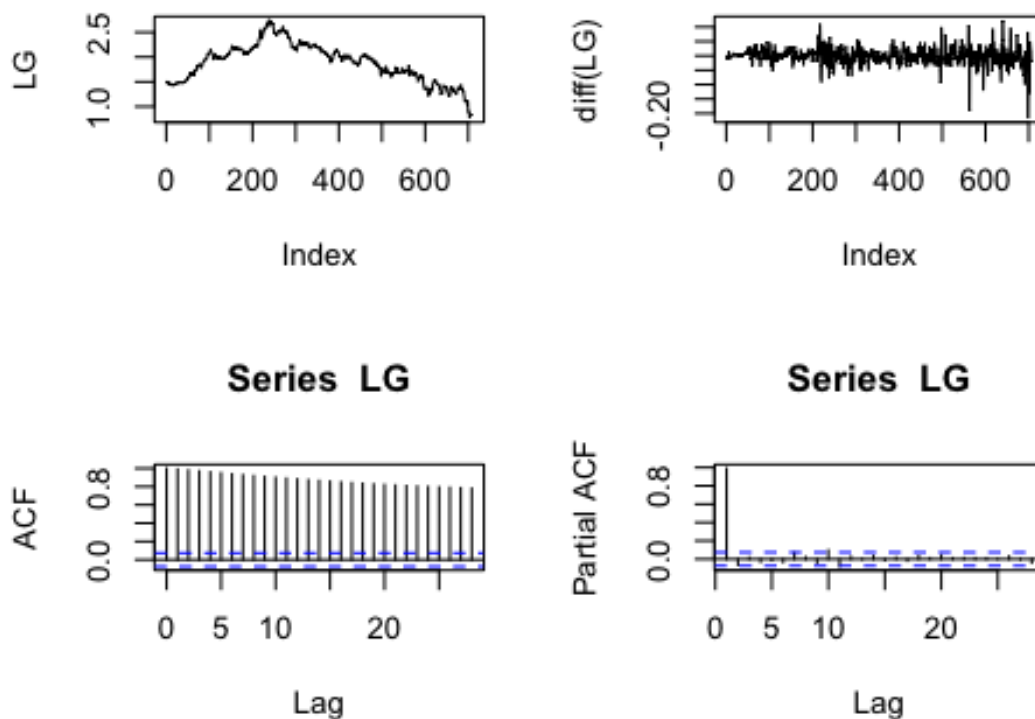 LG
2.5
1.0
0 200 400 600
Index
diff(LG)
-0.20
0 200 400 600
Index
Series LG
ACF
0.8
0.0
0 5 10 20
Lag
Series LG
Partial ACF
0.8
0.0
0 5 10 20
Lag